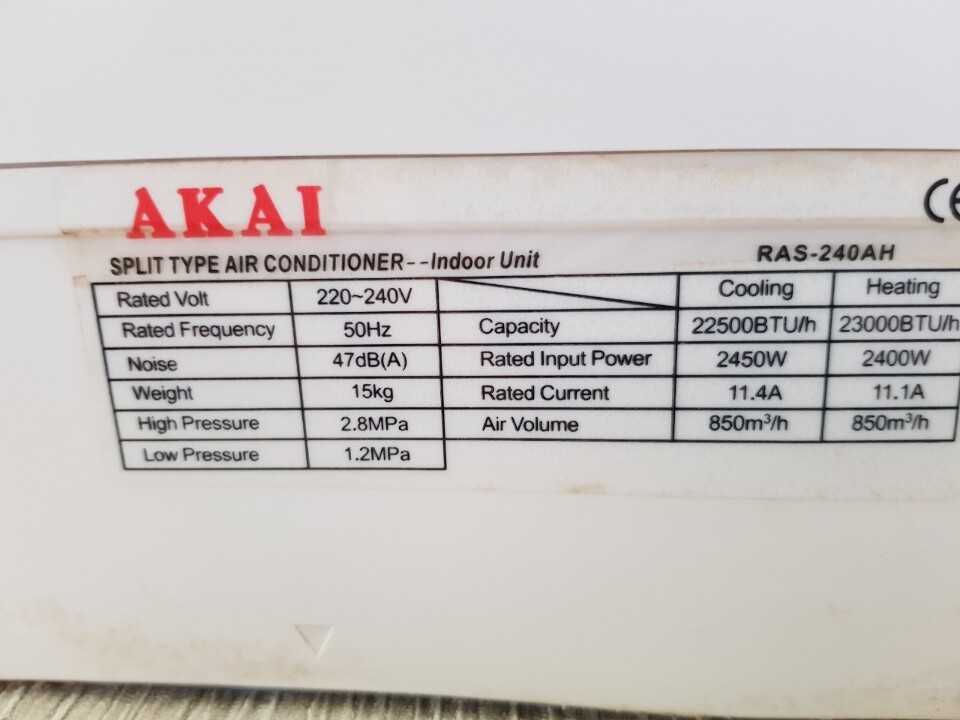 AKAI
CE
SPLIT TYPE AIR CONDITIONER--Indoor Unit RAS-240AH
Rated Volt 220~240V Cooling Heating
Rated Frequency 50Hz Capacity 22500BTU/h 23000BTU/h
Noise 47dB(A) Rated Input Power 2450W 2400W
Weight 15kg Rated Current 11.4A 11.1A
High Pressure 2.8MPa Air Volume 850m³/h 850m³/h
Low Pressure 1.2MPa